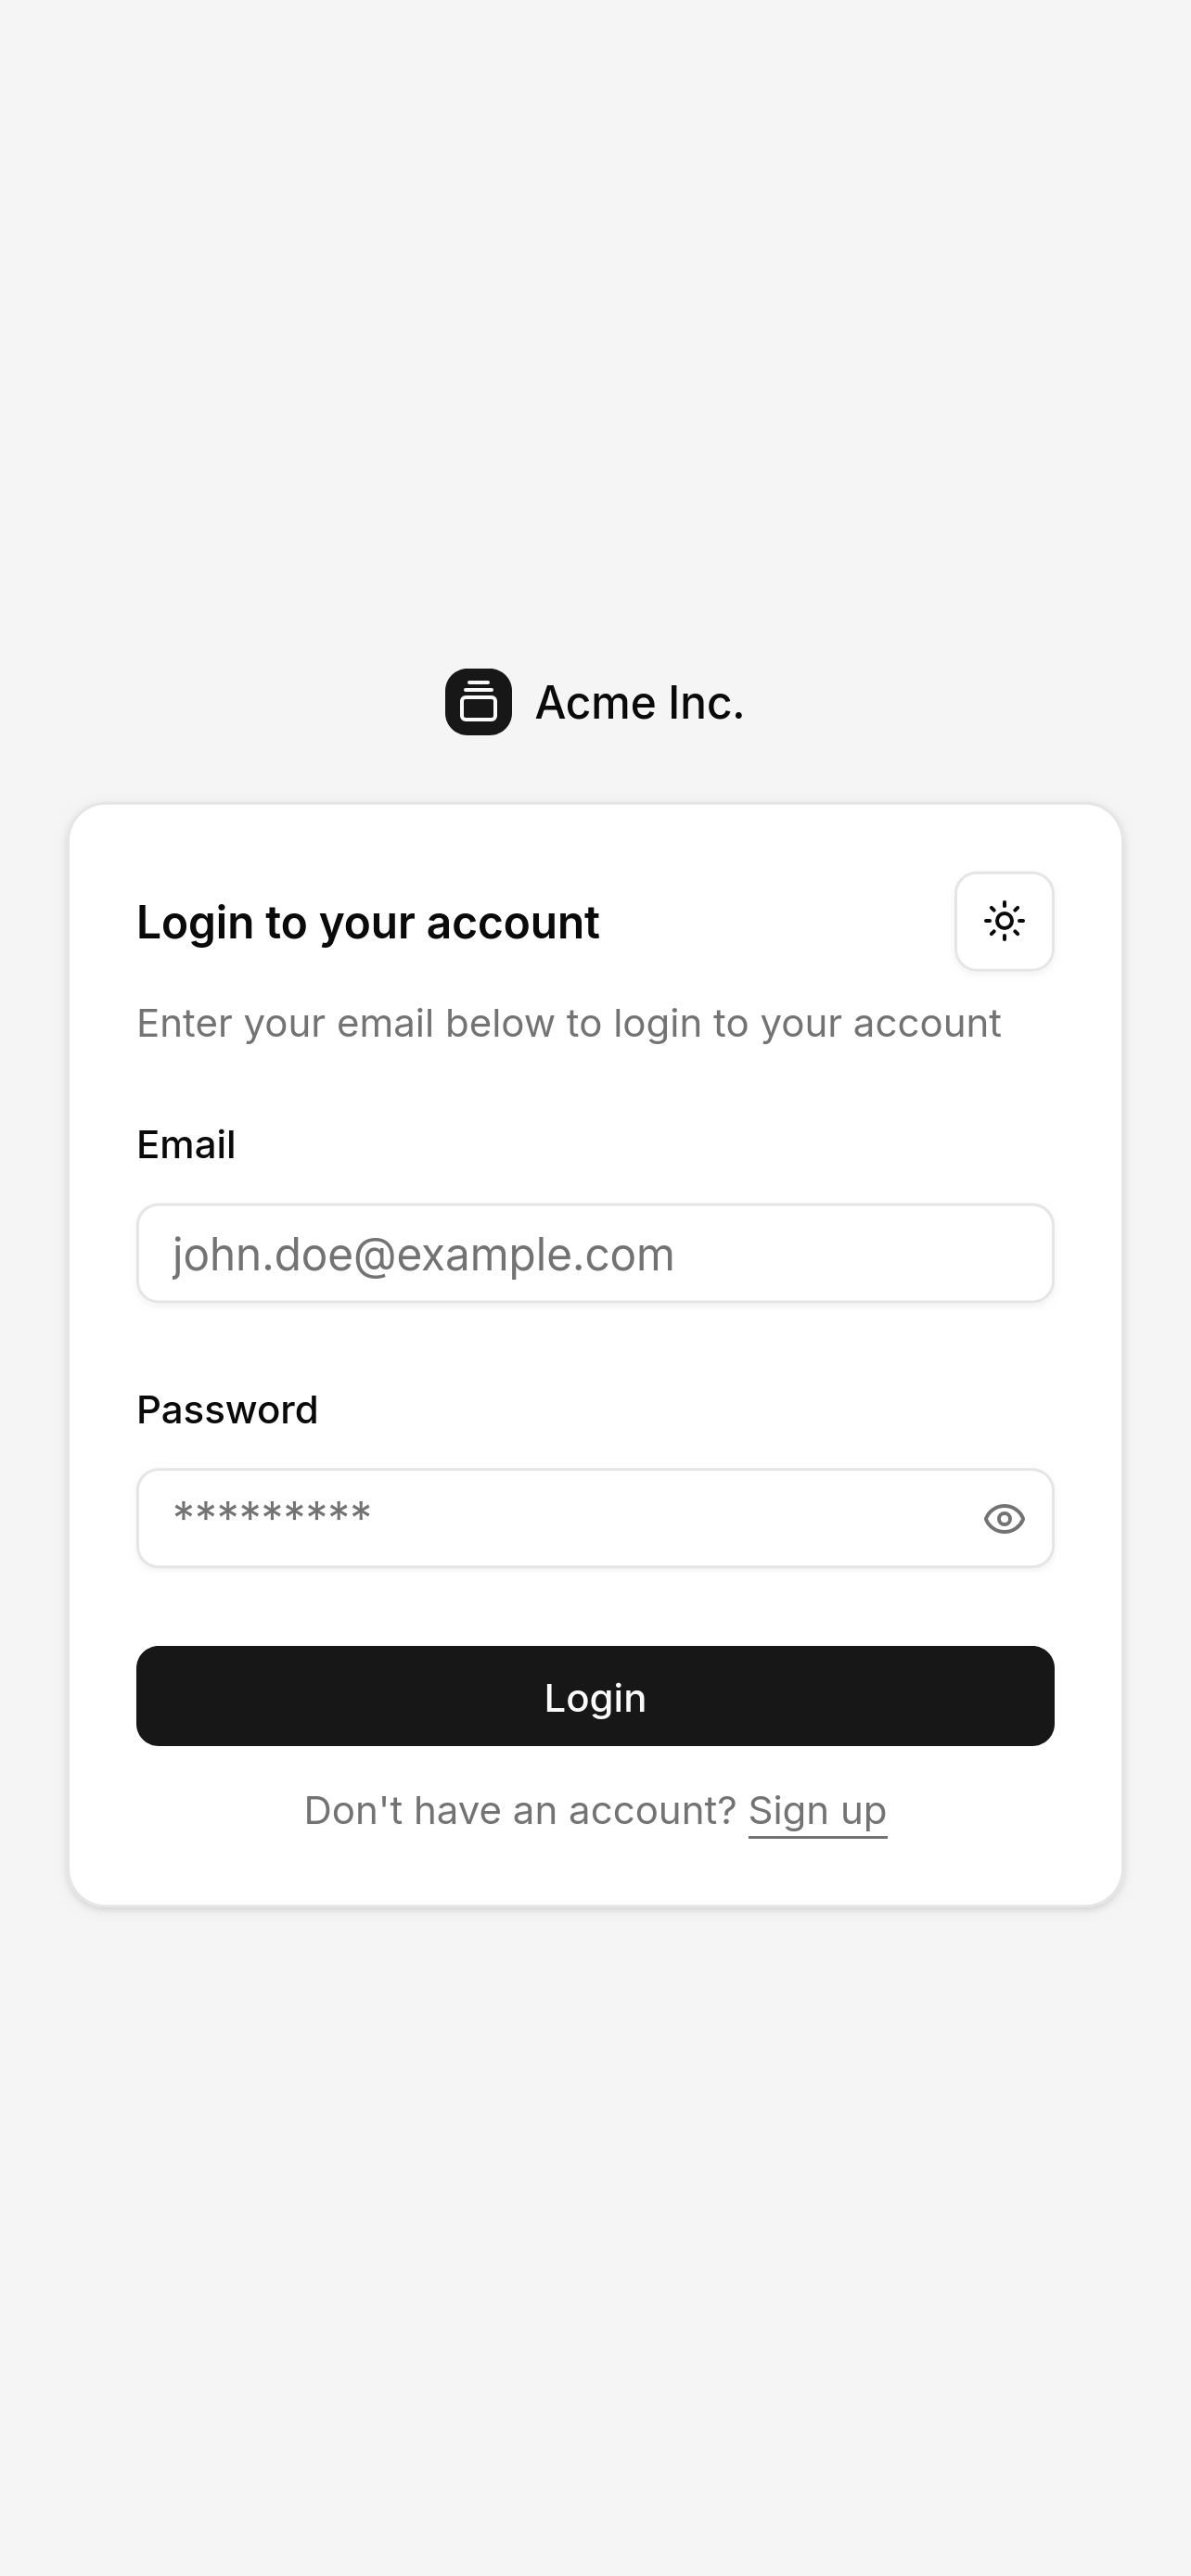 Acme Inc.
Login to your account
Enter your email below to login to your account
Email
john.doe@example.com
Password
*********
Login
Don't have an account? Sign up